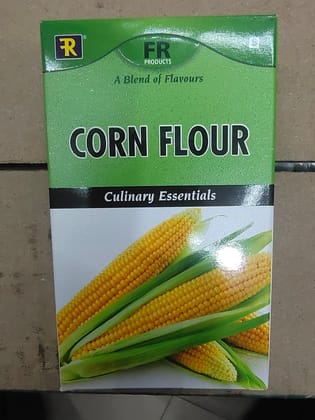 FR
FR
PRODUCTS
A Blend of Flavours
CORN FLOUR
Culinary Essentials